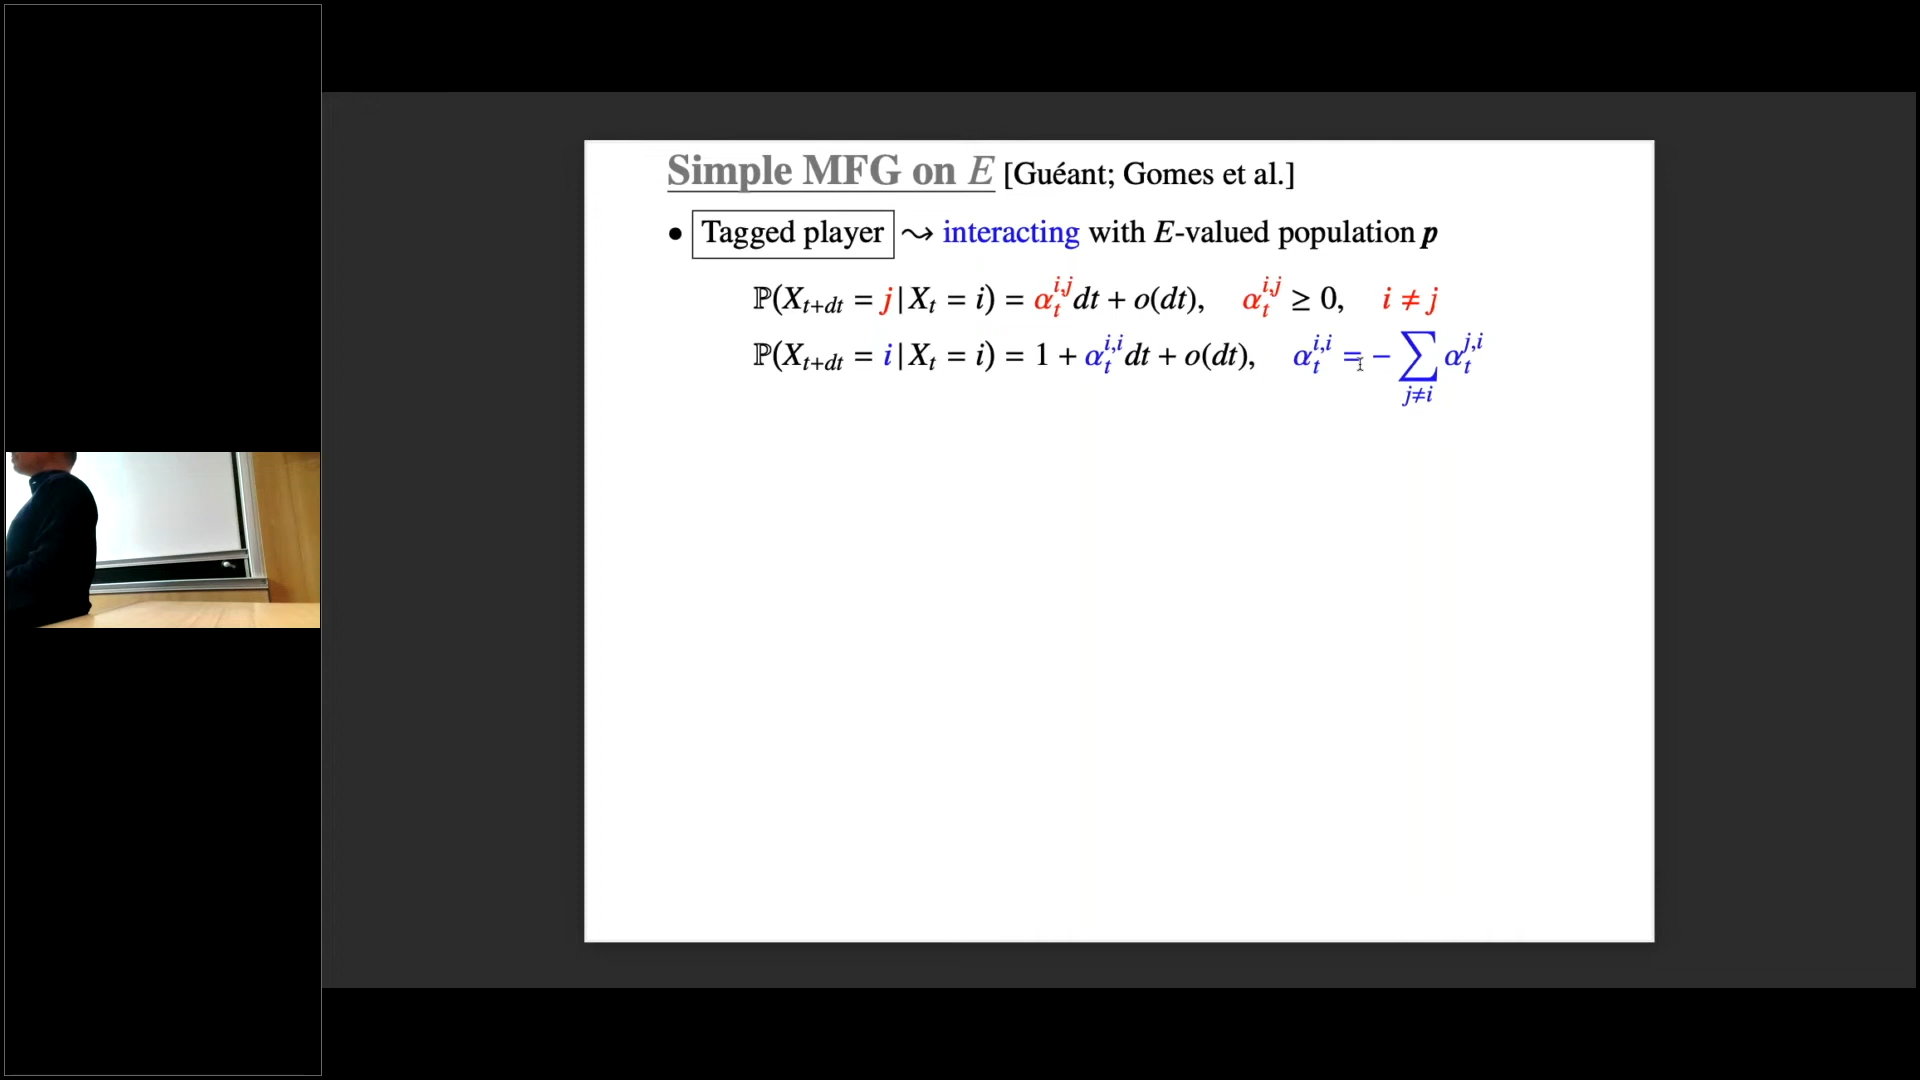 Simple MFG on E [Guéant; Gomes et al.]
• Tagged player ⇝ interacting with E-valued population p
ℙ(X_{t+dt} = j | X_t = i) = α_t^{i,j} dt + o(dt), α_t^{i,j} ≥ 0, i ≠ j
ℙ(X_{t+dt} = i | X_t = i) = 1 + α_t^{i,i} dt + o(dt), α_t^{i,i} = − ∑_{j≠i} α_t^{j,i}